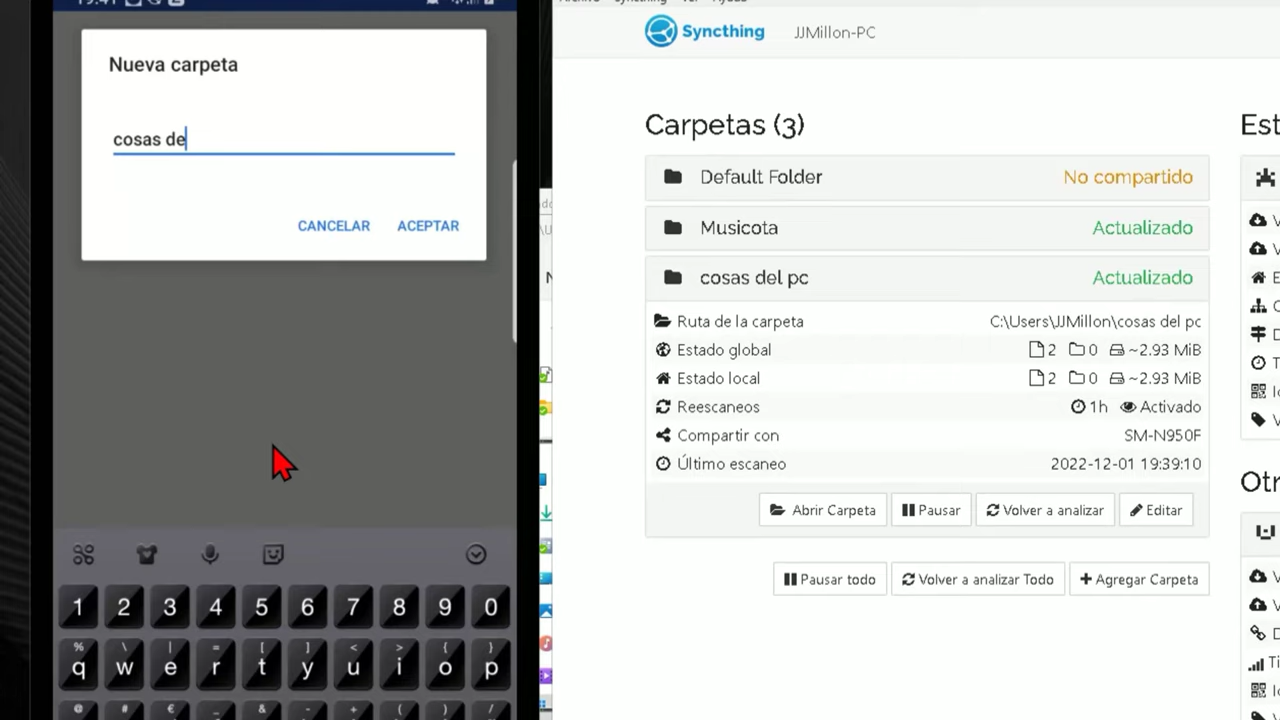 19:41
Nueva carpeta
cosas de
CANCELAR ACEPTAR
1 2 3 4 5 6 7 8 9 0
% \ | = [ ] < > { }
q w e r t y u i o p
@ # € _ & - + ( ) /
Syncthing JJMillon-PC
Carpetas (3)
Default Folder No compartido
Musicota Actualizado
cosas del pc Actualizado
Ruta de la carpeta C:\Users\JJMillon\cosas del pc
Estado global 2 0 ~2.93 MiB
Estado local 2 0 ~2.93 MiB
Reescaneos 1h Activado
Compartir con SM-N950F
Último escaneo 2022-12-01 19:39:10
Abrir Carpeta Pausar Volver a analizar Editar
Pausar todo Volver a analizar Todo Agregar Carpeta
Est
Otr